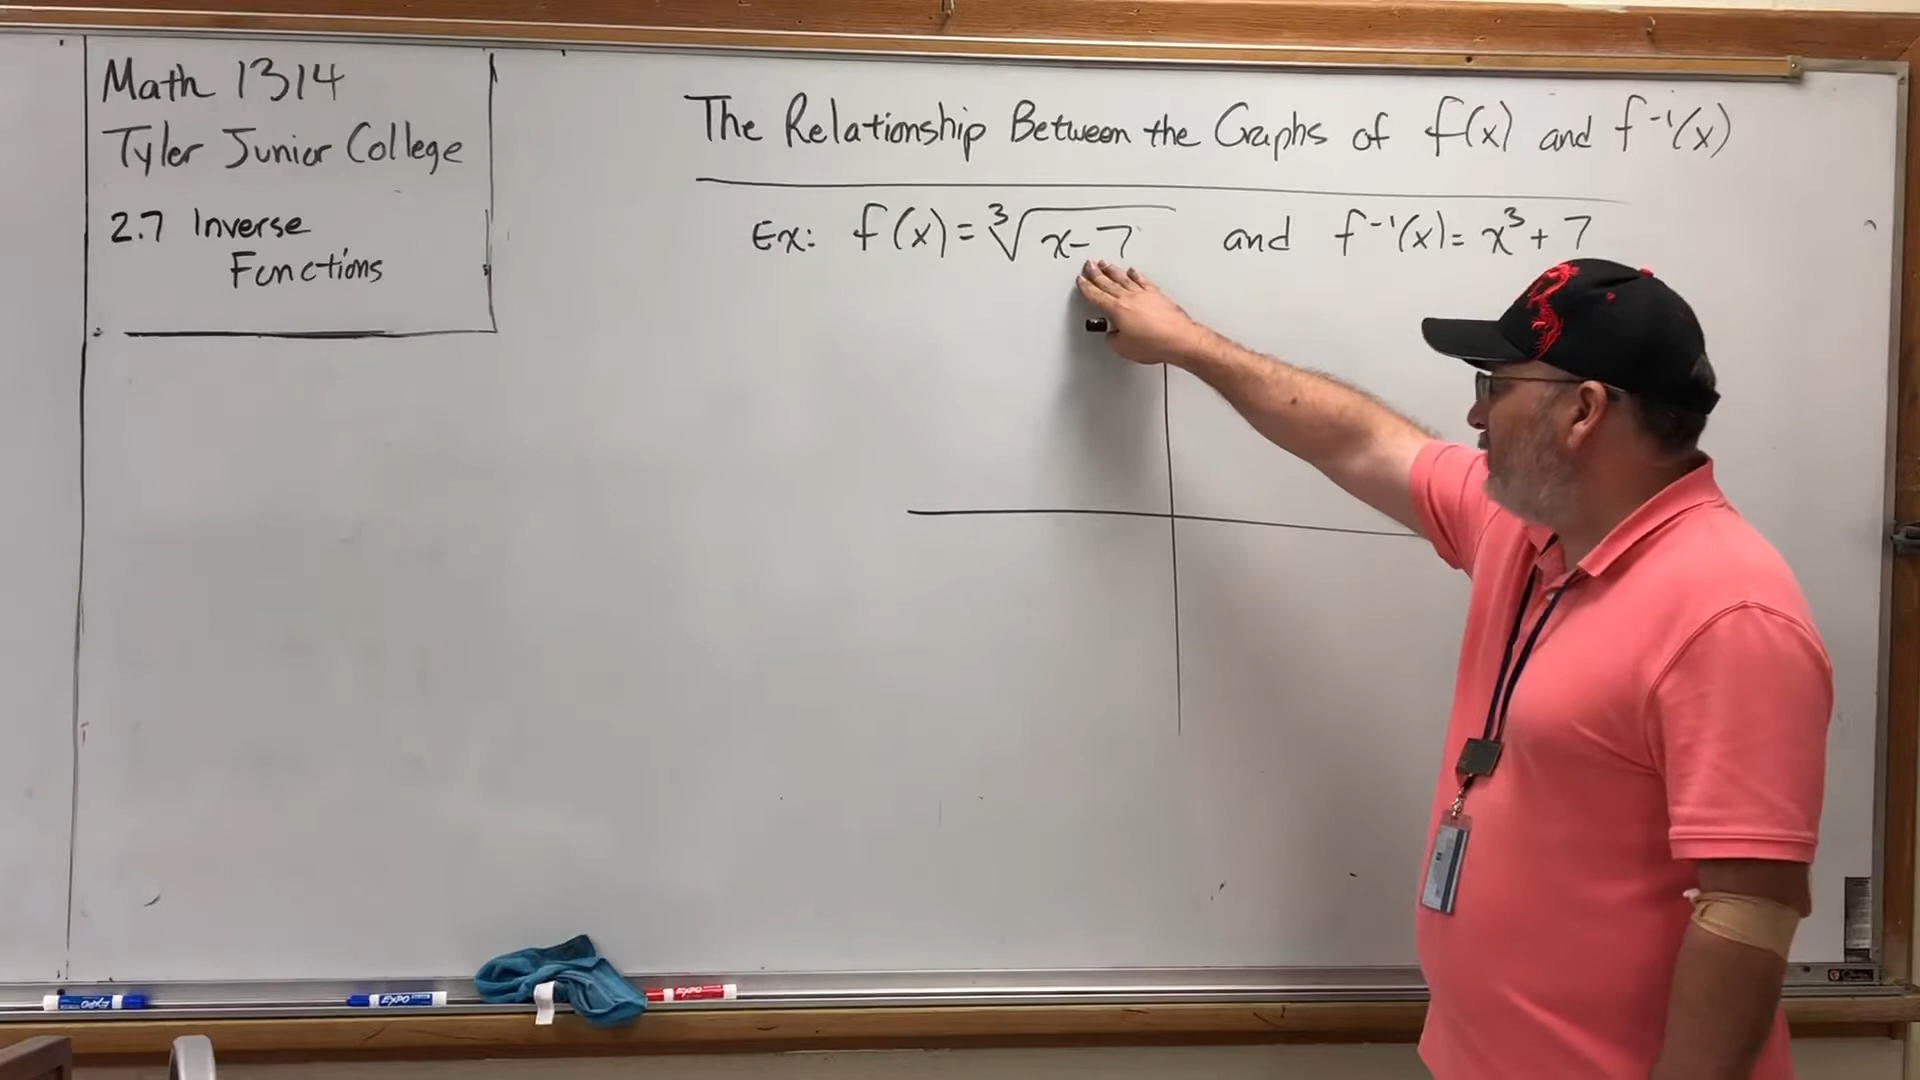 Math 1314
Tyler Junior College
2.7 Inverse
Functions
The Relationship Between the Graphs of f(x) and f⁻¹(x)
Ex: f(x) = ∛(x-7) and f⁻¹(x) = x³ + 7
EXPO
EXPO
EXPO